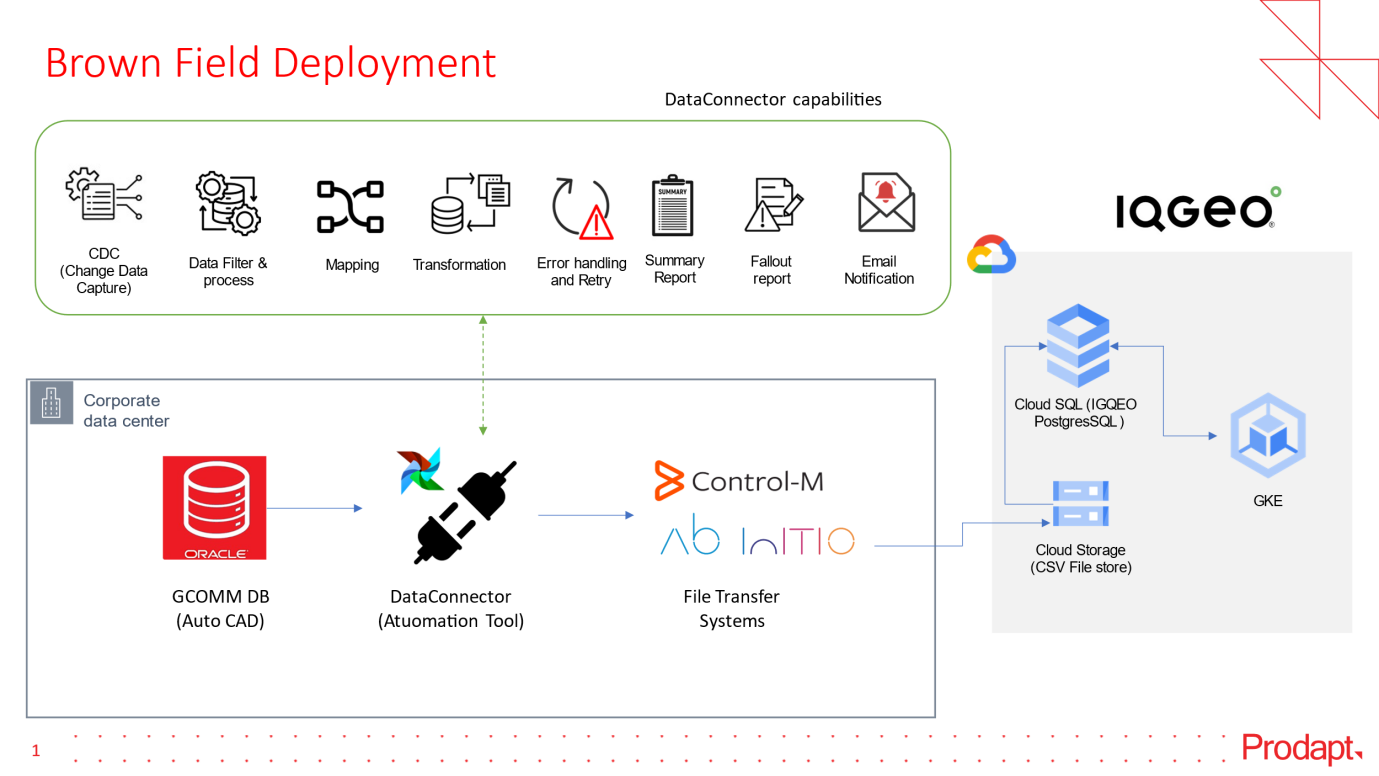 Brown Field Deployment
DataConnector capabilities
SUMMARY
CDC
(Change Data
Capture)
Data Filter &
process
Mapping
Transformation
Error handling
and Retry
Summary
Report
Fallout
report
Email
Notification
IQGEO
®
Corporate
data center
ORACLE
GCOMM DB
(Auto CAD)
DataConnector
(Atuomation Tool)
Control-M
Ab InITIO
File Transfer
Systems
Cloud SQL (IGQEO
PostgresSQL )
GKE
Cloud Storage
(CSV File store)
1
Prodapt